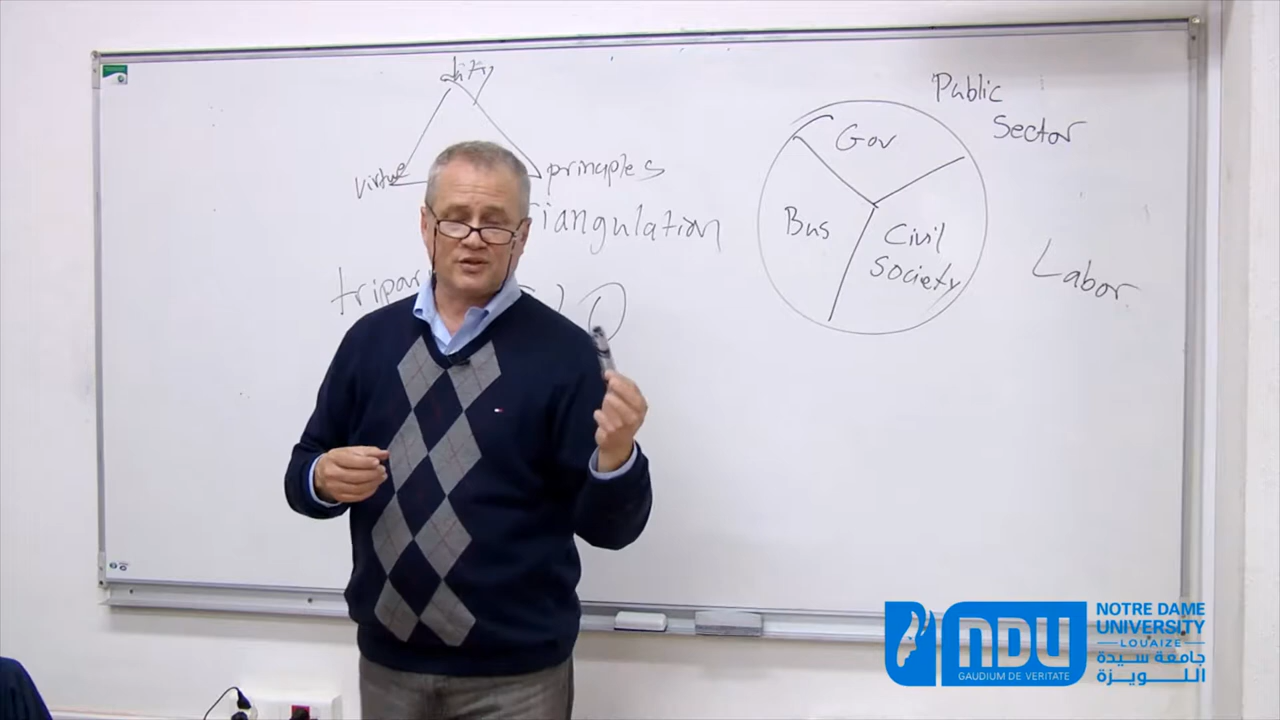 duty
virtue
principles
iangulation
tripar
Public
Sector
Gov
Bus
Civil
Society
Labor
NDU
GAUDIUM DE VERITATE
NOTRE DAME
UNIVERSITY
LOUAIZE
جامعة سيدة
اللويزة